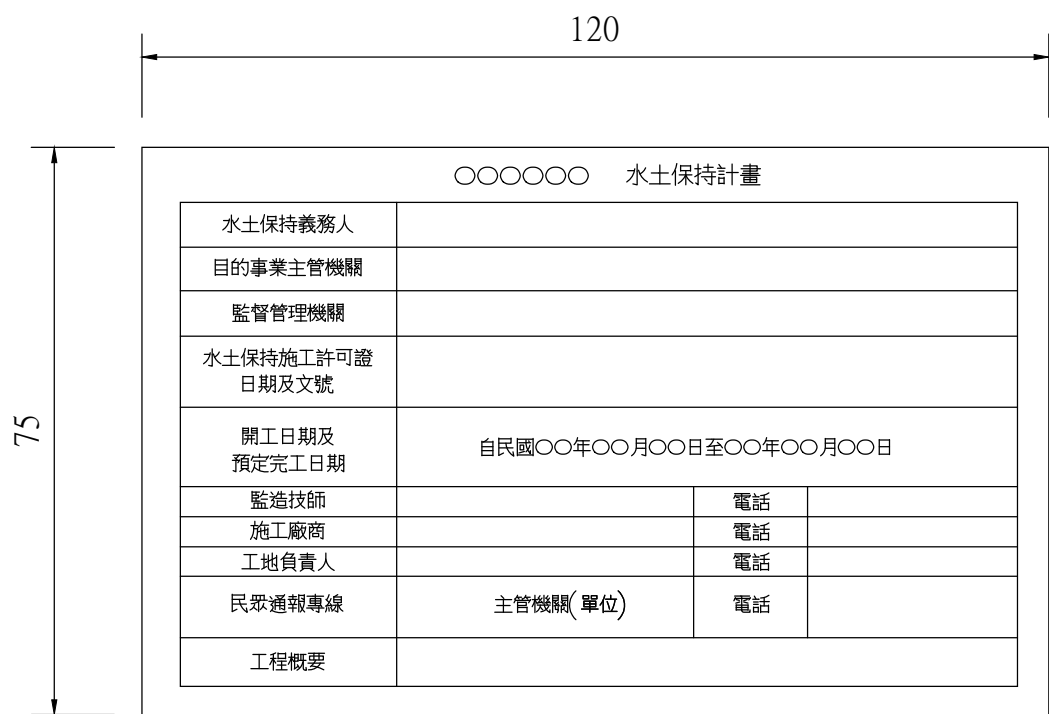 120
75
○○○○○○ 水土保持計畫
水土保持義務人
目的事業主管機關
監督管理機關
水土保持施工許可證
日期及文號
開工日期及
預定完工日期
自民國○○年○○月○○日至○○年○○月○○日
監造技師 電話
施工廠商 電話
工地負責人 電話
民眾通報專線 主管機關(單位) 電話
工程概要